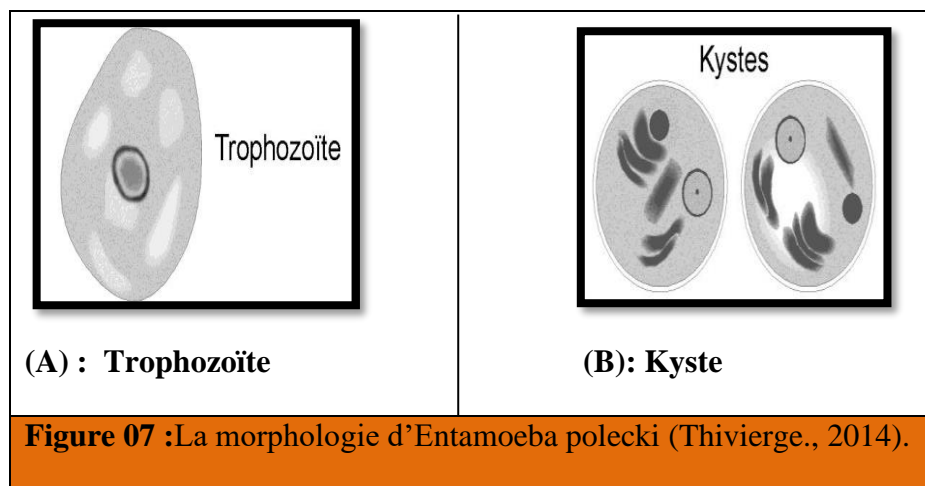 Trophozoïte
Kystes
(A) : Trophozoïte
(B): Kyste
Figure 07 :La morphologie d’Entamoeba polecki (Thivierge., 2014).